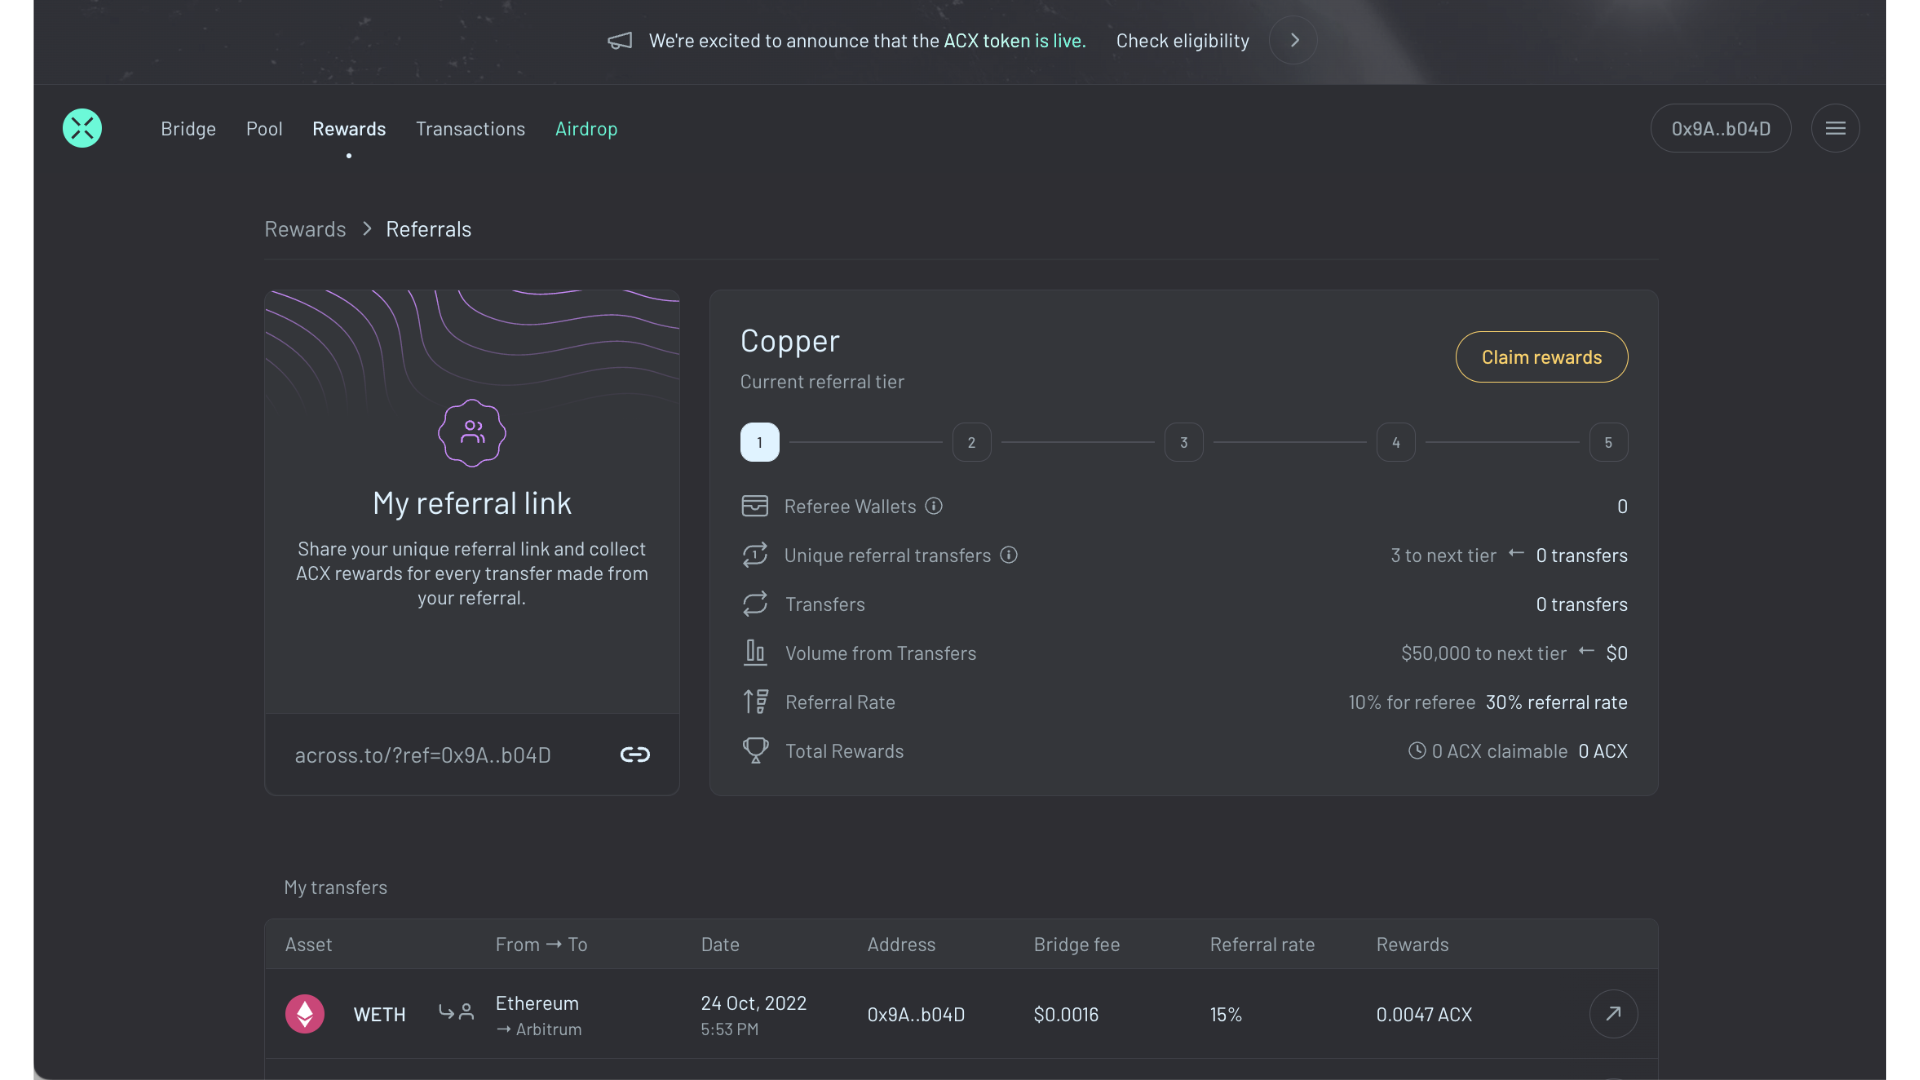 We're excited to announce that the ACX token is live. Check eligibility
Bridge Pool Rewards Transactions Airdrop 0x9A..b04D
Rewards > Referrals
My referral link
Share your unique referral link and collect
ACX rewards for every transfer made from
your referral.
across.to/?ref=0x9A..b04D
Copper
Current referral tier
Claim rewards
1 2 3 4 5
Referee Wallets 0
Unique referral transfers 3 to next tier ← 0 transfers
Transfers 0 transfers
Volume from Transfers $50,000 to next tier ← $0
Referral Rate 10% for referee 30% referral rate
Total Rewards 0 ACX claimable 0 ACX
My transfers
Asset From → To Date Address Bridge fee Referral rate Rewards
WETH Ethereum 24 Oct, 2022 0x9A..b04D $0.0016 15% 0.0047 ACX
→ Arbitrum 5:53 PM